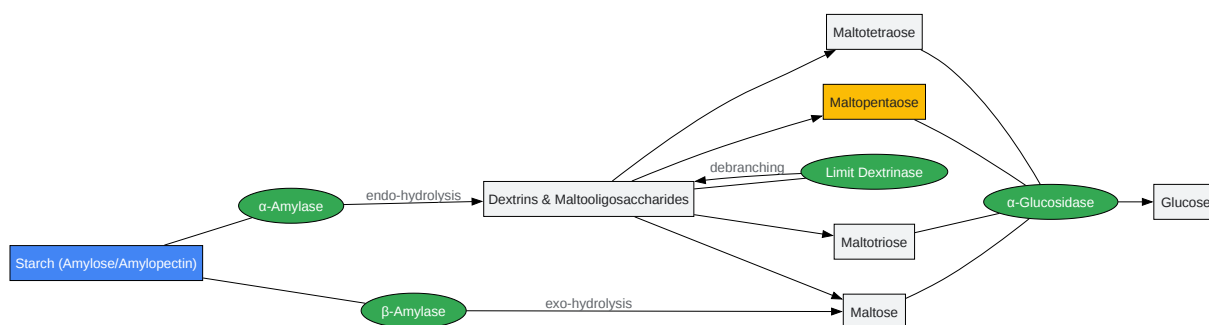 Maltotetraose
Maltopentaose
debranching
Limit Dextrinase
endo-hydrolysis
α-Amylase
Dextrins & Maltooligosaccharides
α-Glucosidase
Glucose
Maltotriose
Starch (Amylose/Amylopectin)
exo-hydrolysis
β-Amylase
Maltose